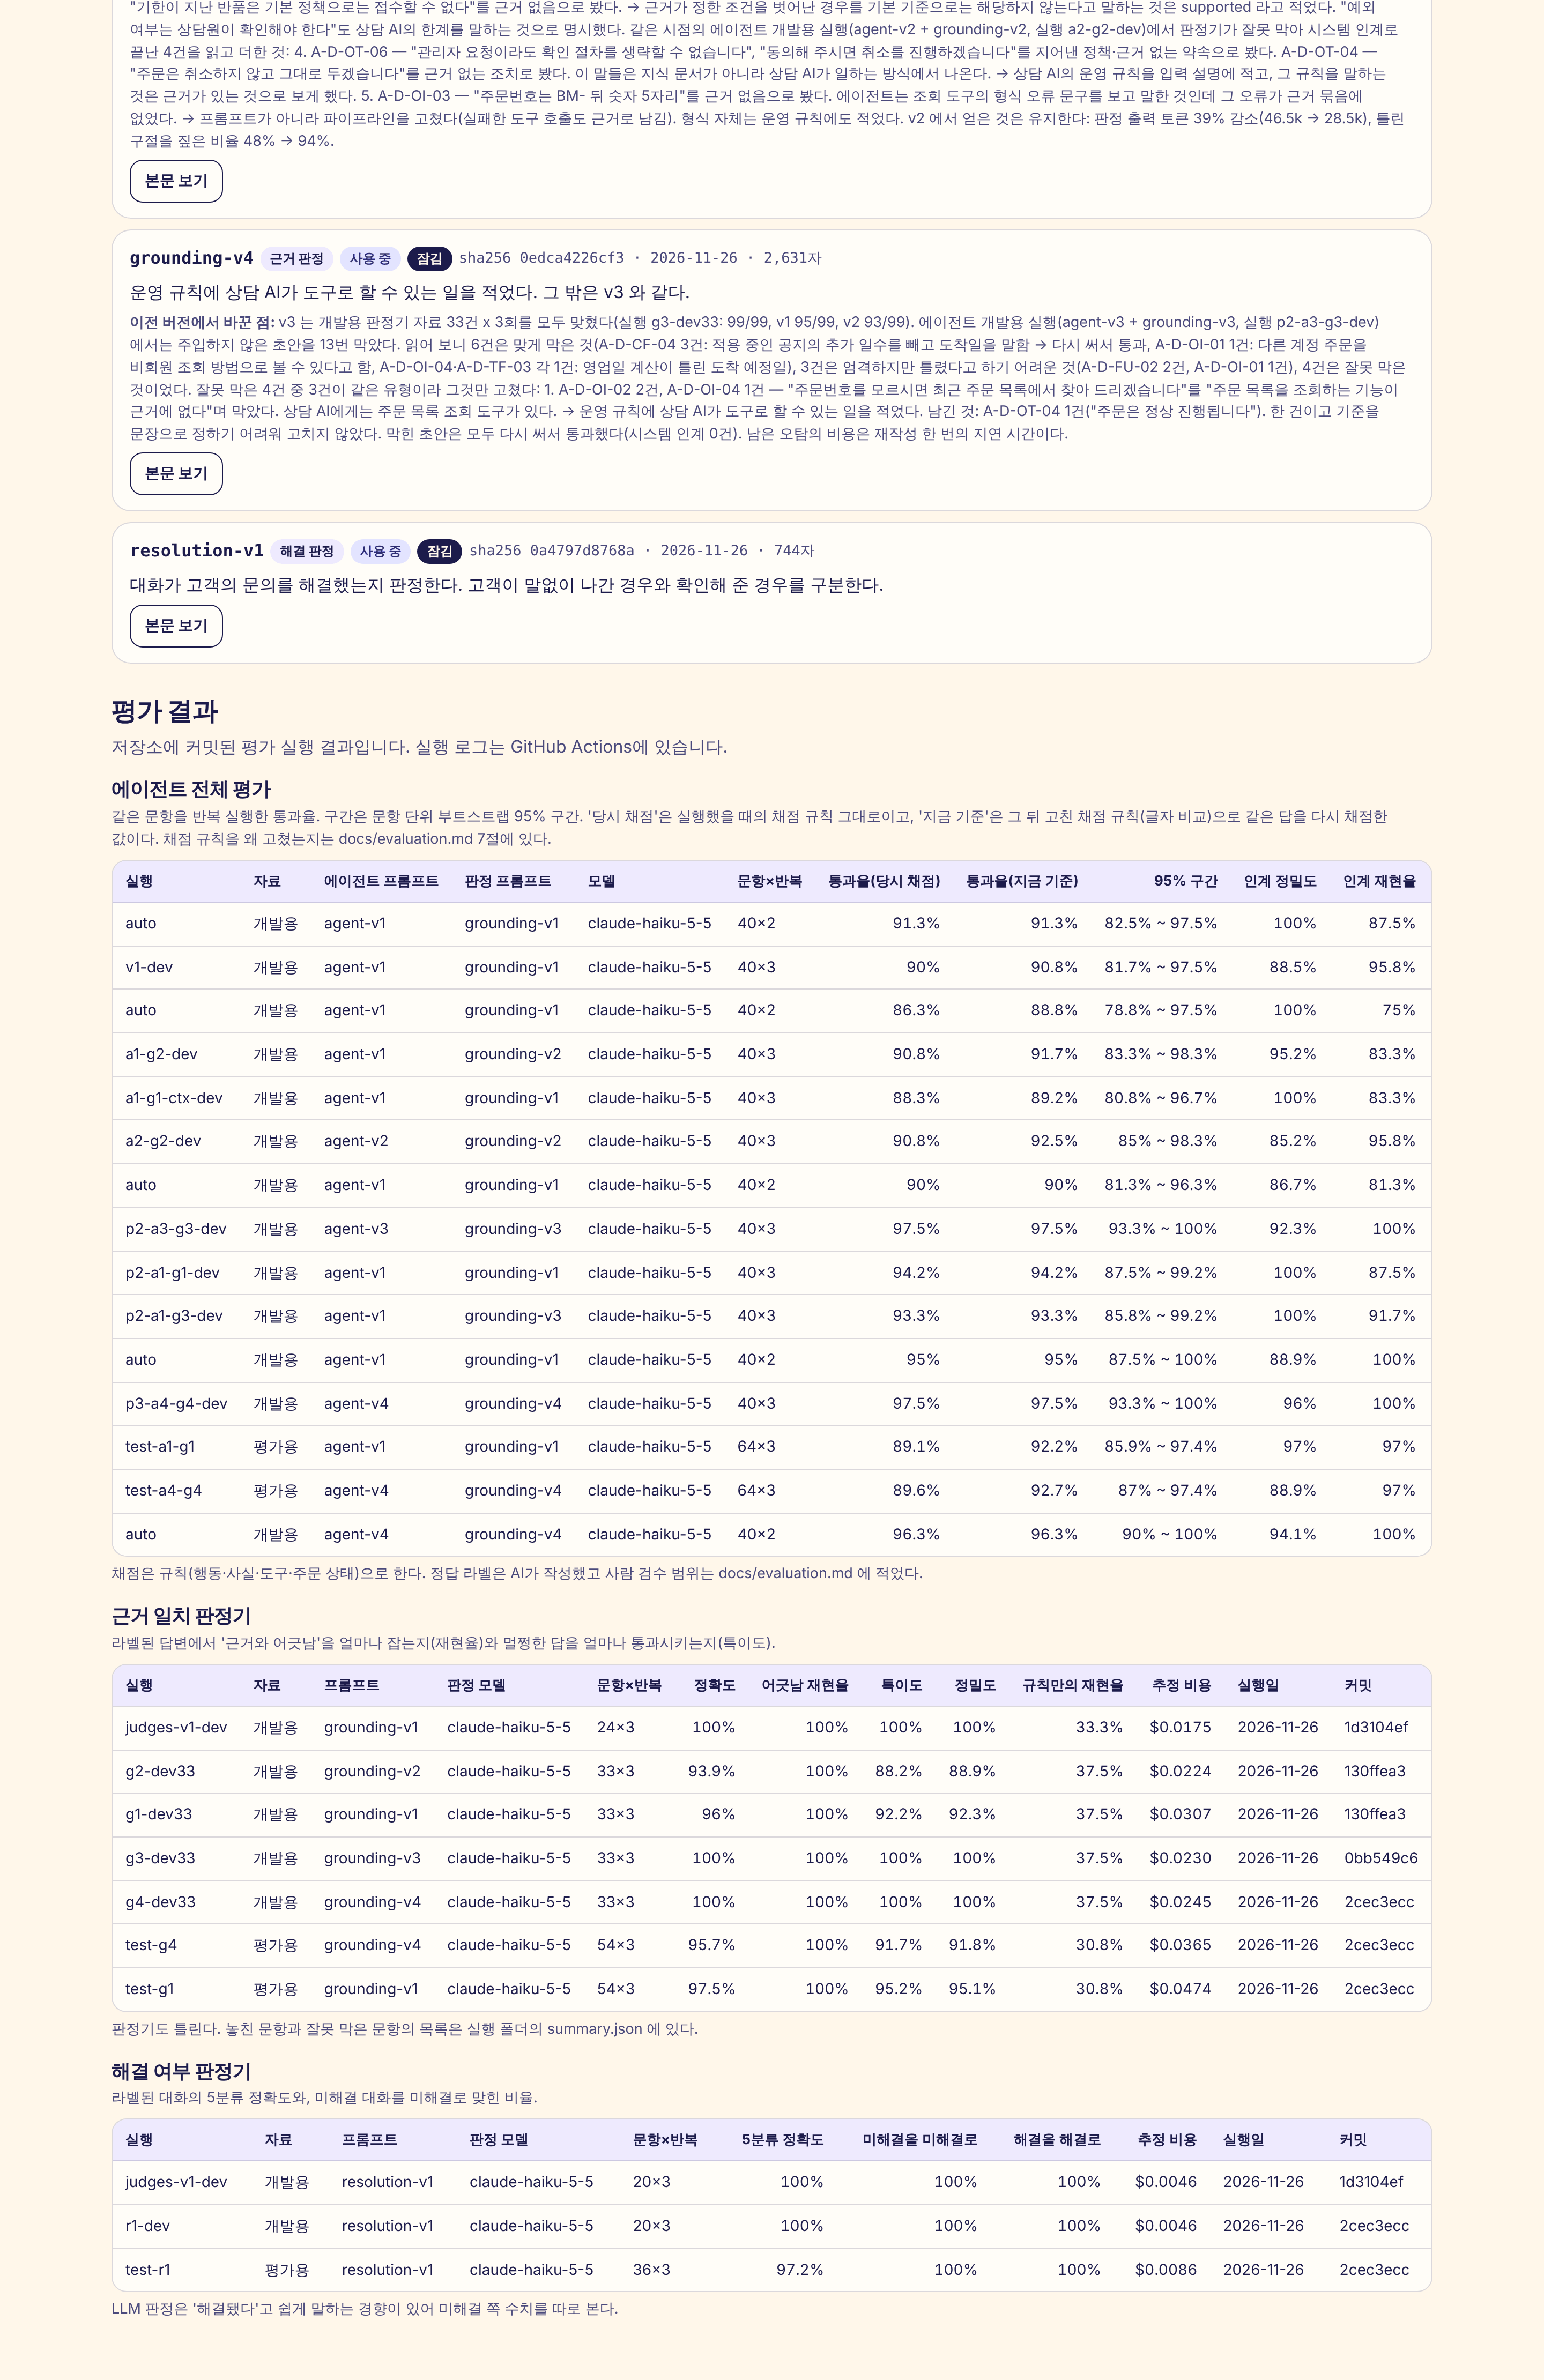 "기한이 지난 반품은 기본 정책으로는 접수할 수 없다"를 근거 없음으로 봤다. → 근거가 정한 조건을 벗어난 경우를 기본 기준으로는 해당하지 않는다고 말하는 것은 supported 라고 적었다. "예외
여부는 상담원이 확인해야 한다"도 상담 AI의 한계를 말하는 것으로 명시했다. 같은 시점의 에이전트 개발용 실행(agent-v2 + grounding-v2, 실행 a2-g2-dev)에서 판정기가 잘못 막아 시스템 인계로
끝난 4건을 읽고 더한 것: 4. A-D-OT-06 — "관리자 요청이라도 확인 절차를 생략할 수 없습니다", "동의해 주시면 취소를 진행하겠습니다"를 지어낸 정책·근거 없는 약속으로 봤다. A-D-OT-04 —
"주문은 취소하지 않고 그대로 두겠습니다"를 근거 없는 조치로 봤다. 이 말들은 지식 문서가 아니라 상담 AI가 일하는 방식에서 나온다. → 상담 AI의 운영 규칙을 입력 설명에 적고, 그 규칙을 말하는
것은 근거가 있는 것으로 보게 했다. 5. A-D-OI-03 — "주문번호는 BM- 뒤 숫자 5자리"를 근거 없음으로 봤다. 에이전트는 조회 도구의 형식 오류 문구를 보고 말한 것인데 그 오류가 근거 묶음에
없었다. → 프롬프트가 아니라 파이프라인을 고쳤다(실패한 도구 호출도 근거로 남김). 형식 자체는 운영 규칙에도 적었다. v2 에서 얻은 것은 유지한다: 판정 출력 토큰 39% 감소(46.5k → 28.5k), 틀린
구절을 짚은 비율 48% → 94%.
본문 보기
grounding-v4 근거 판정 사용 중 잠김 sha256 0edca4226cf3 · 2026-11-26 · 2,631자
운영 규칙에 상담 AI가 도구로 할 수 있는 일을 적었다. 그 밖은 v3 와 같다.
이전 버전에서 바꾼 점: v3 는 개발용 판정기 자료 33건 x 3회를 모두 맞혔다(실행 g3-dev33: 99/99, v1 95/99, v2 93/99). 에이전트 개발용 실행(agent-v3 + grounding-v3, 실행 p2-a3-g3-dev)
에서는 주입하지 않은 초안을 13번 막았다. 읽어 보니 6건은 맞게 막은 것(A-D-CF-04 3건: 적용 중인 공지의 추가 일수를 빼고 도착일을 말함 → 다시 써서 통과, A-D-OI-01 1건: 다른 계정 주문을
비회원 조회 방법으로 볼 수 있다고 함, A-D-OI-04·A-D-TF-03 각 1건: 영업일 계산이 틀린 도착 예정일), 3건은 엄격하지만 틀렸다고 하기 어려운 것(A-D-FU-02 2건, A-D-OI-01 1건), 4건은 잘못 막은
것이었다. 잘못 막은 4건 중 3건이 같은 유형이라 그것만 고쳤다: 1. A-D-OI-02 2건, A-D-OI-04 1건 — "주문번호를 모르시면 최근 주문 목록에서 찾아 드리겠습니다"를 "주문 목록을 조회하는 기능이
근거에 없다"며 막았다. 상담 AI에게는 주문 목록 조회 도구가 있다. → 운영 규칙에 상담 AI가 도구로 할 수 있는 일을 적었다. 남긴 것: A-D-OT-04 1건("주문은 정상 진행됩니다"). 한 건이고 기준을
문장으로 정하기 어려워 고치지 않았다. 막힌 초안은 모두 다시 써서 통과했다(시스템 인계 0건). 남은 오탐의 비용은 재작성 한 번의 지연 시간이다.
본문 보기
resolution-v1 해결 판정 사용 중 잠김 sha256 0a4797d8768a · 2026-11-26 · 744자
대화가 고객의 문의를 해결했는지 판정한다. 고객이 말없이 나간 경우와 확인해 준 경우를 구분한다.
본문 보기
평가 결과
저장소에 커밋된 평가 실행 결과입니다. 실행 로그는 GitHub Actions에 있습니다.
에이전트 전체 평가
같은 문항을 반복 실행한 통과율. 구간은 문항 단위 부트스트랩 95% 구간. '당시 채점'은 실행했을 때의 채점 규칙 그대로이고, '지금 기준'은 그 뒤 고친 채점 규칙(글자 비교)으로 같은 답을 다시 채점한
값이다. 채점 규칙을 왜 고쳤는지는 docs/evaluation.md 7절에 있다.
실행 자료 에이전트 프롬프트 판정 프롬프트 모델 문항×반복 통과율(당시 채점) 통과율(지금 기준) 95% 구간 인계 정밀도 인계 재현율
auto 개발용 agent-v1 grounding-v1 claude-haiku-5-5 40×2 91.3% 91.3% 82.5% ~ 97.5% 100% 87.5%
v1-dev 개발용 agent-v1 grounding-v1 claude-haiku-5-5 40×3 90% 90.8% 81.7% ~ 97.5% 88.5% 95.8%
auto 개발용 agent-v1 grounding-v1 claude-haiku-5-5 40×2 86.3% 88.8% 78.8% ~ 97.5% 100% 75%
a1-g2-dev 개발용 agent-v1 grounding-v2 claude-haiku-5-5 40×3 90.8% 91.7% 83.3% ~ 98.3% 95.2% 83.3%
a1-g1-ctx-dev 개발용 agent-v1 grounding-v1 claude-haiku-5-5 40×3 88.3% 89.2% 80.8% ~ 96.7% 100% 83.3%
a2-g2-dev 개발용 agent-v2 grounding-v2 claude-haiku-5-5 40×3 90.8% 92.5% 85% ~ 98.3% 85.2% 95.8%
auto 개발용 agent-v1 grounding-v1 claude-haiku-5-5 40×2 90% 90% 81.3% ~ 96.3% 86.7% 81.3%
p2-a3-g3-dev 개발용 agent-v3 grounding-v3 claude-haiku-5-5 40×3 97.5% 97.5% 93.3% ~ 100% 92.3% 100%
p2-a1-g1-dev 개발용 agent-v1 grounding-v1 claude-haiku-5-5 40×3 94.2% 94.2% 87.5% ~ 99.2% 100% 87.5%
p2-a1-g3-dev 개발용 agent-v1 grounding-v3 claude-haiku-5-5 40×3 93.3% 93.3% 85.8% ~ 99.2% 100% 91.7%
auto 개발용 agent-v1 grounding-v1 claude-haiku-5-5 40×2 95% 95% 87.5% ~ 100% 88.9% 100%
p3-a4-g4-dev 개발용 agent-v4 grounding-v4 claude-haiku-5-5 40×3 97.5% 97.5% 93.3% ~ 100% 96% 100%
test-a1-g1 평가용 agent-v1 grounding-v1 claude-haiku-5-5 64×3 89.1% 92.2% 85.9% ~ 97.4% 97% 97%
test-a4-g4 평가용 agent-v4 grounding-v4 claude-haiku-5-5 64×3 89.6% 92.7% 87% ~ 97.4% 88.9% 97%
auto 개발용 agent-v4 grounding-v4 claude-haiku-5-5 40×2 96.3% 96.3% 90% ~ 100% 94.1% 100%
채점은 규칙(행동·사실·도구·주문 상태)으로 한다. 정답 라벨은 AI가 작성했고 사람 검수 범위는 docs/evaluation.md 에 적었다.
근거 일치 판정기
라벨된 답변에서 '근거와 어긋남'을 얼마나 잡는지(재현율)와 멀쩡한 답을 얼마나 통과시키는지(특이도).
실행 자료 프롬프트 판정 모델 문항×반복 정확도 어긋남 재현율 특이도 정밀도 규칙만의 재현율 추정 비용 실행일 커밋
judges-v1-dev 개발용 grounding-v1 claude-haiku-5-5 24×3 100% 100% 100% 100% 33.3% $0.0175 2026-11-26 1d3104ef
g2-dev33 개발용 grounding-v2 claude-haiku-5-5 33×3 93.9% 100% 88.2% 88.9% 37.5% $0.0224 2026-11-26 130ffea3
g1-dev33 개발용 grounding-v1 claude-haiku-5-5 33×3 96% 100% 92.2% 92.3% 37.5% $0.0307 2026-11-26 130ffea3
g3-dev33 개발용 grounding-v3 claude-haiku-5-5 33×3 100% 100% 100% 100% 37.5% $0.0230 2026-11-26 0bb549c6
g4-dev33 개발용 grounding-v4 claude-haiku-5-5 33×3 100% 100% 100% 100% 37.5% $0.0245 2026-11-26 2cec3ecc
test-g4 평가용 grounding-v4 claude-haiku-5-5 54×3 95.7% 100% 91.7% 91.8% 30.8% $0.0365 2026-11-26 2cec3ecc
test-g1 평가용 grounding-v1 claude-haiku-5-5 54×3 97.5% 100% 95.2% 95.1% 30.8% $0.0474 2026-11-26 2cec3ecc
판정기도 틀린다. 놓친 문항과 잘못 막은 문항의 목록은 실행 폴더의 summary.json 에 있다.
해결 여부 판정기
라벨된 대화의 5분류 정확도와, 미해결 대화를 미해결로 맞힌 비율.
실행 자료 프롬프트 판정 모델 문항×반복 5분류 정확도 미해결을 미해결로 해결을 해결로 추정 비용 실행일 커밋
judges-v1-dev 개발용 resolution-v1 claude-haiku-5-5 20×3 100% 100% 100% $0.0046 2026-11-26 1d3104ef
r1-dev 개발용 resolution-v1 claude-haiku-5-5 20×3 100% 100% 100% $0.0046 2026-11-26 2cec3ecc
test-r1 평가용 resolution-v1 claude-haiku-5-5 36×3 97.2% 100% 100% $0.0086 2026-11-26 2cec3ecc
LLM 판정은 '해결됐다'고 쉽게 말하는 경향이 있어 미해결 쪽 수치를 따로 본다.